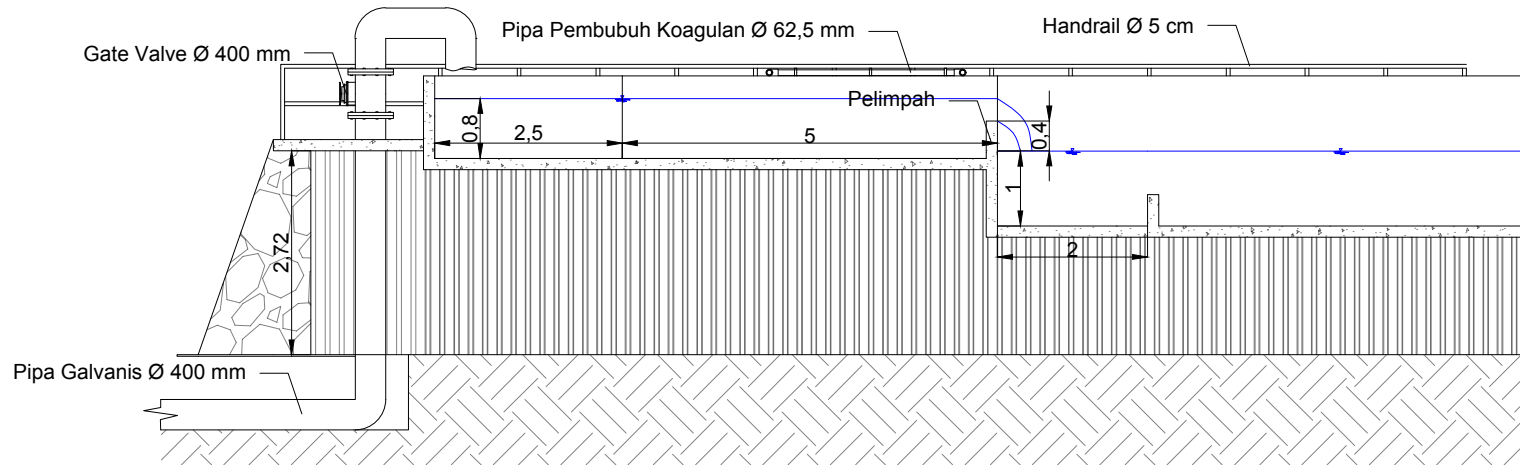 Handrail Ø 5 cm
Pipa Pembubuh Koagulan Ø 62,5 mm
Gate Valve Ø 400 mm
Pelimpah
0,8
2,5
5
0,4
1
2,72
2
Pipa Galvanis Ø 400 mm